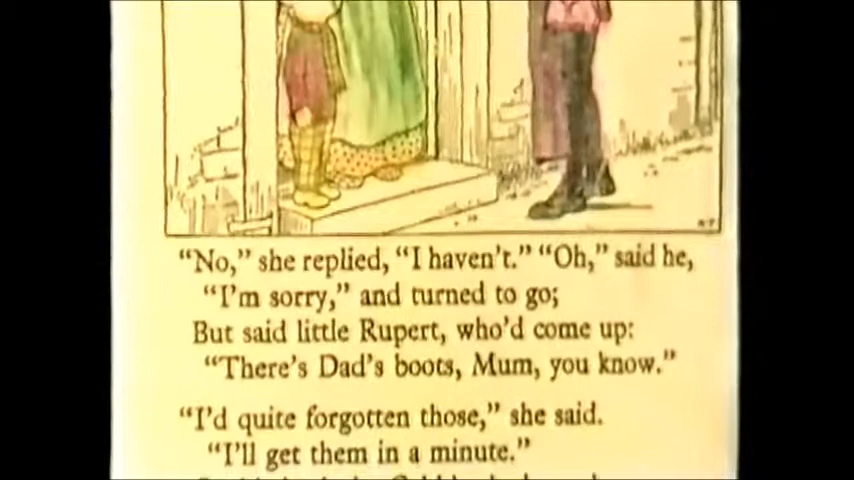 "No," she replied, "I haven't." "Oh," said he,
"I'm sorry," and turned to go;
But said little Rupert, who'd come up:
"There's Dad's boots, Mum, you know."
"I'd quite forgotten those," she said.
"I'll get them in a minute."